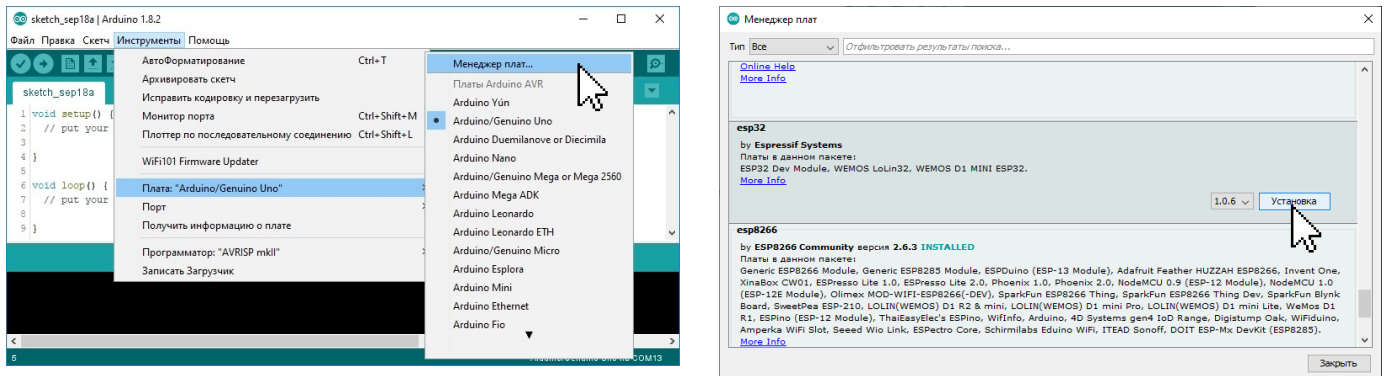 sketch_sep18a | Arduino 1.8.2
Файл Правка Скетч Инструменты Помощь
sketch_sep18a
1 void setup() {
2 // put your
3
4 }
5
6 void loop() {
7 // put your
8
9 }
АвтоФорматирование Ctrl+T
Архивировать скетч
Исправить кодировку и перезагрузить
Монитор порта Ctrl+Shift+M
Плоттер по последовательному соединению Ctrl+Shift+L
WiFi101 Firmware Updater
Плата: "Arduino/Genuino Uno"
Порт
Получить информацию о плате
Программатор: "AVRISP mkII"
Записать Загрузчик
Менеджер плат...
Платы Arduino AVR
Arduino Yún
Arduino/Genuino Uno
Arduino Duemilanove or Diecimila
Arduino Nano
Arduino/Genuino Mega or Mega 2560
Arduino Mega ADK
Arduino Leonardo
Arduino Leonardo ETH
Arduino/Genuino Micro
Arduino Esplora
Arduino Mini
Arduino Ethernet
Arduino Fio
5
COM13
Менеджер плат
Тип Все Отфильтровать результаты поиска...
Online Help
More Info
esp32
by Espressif Systems
Платы в данном пакете:
ESP32 Dev Module, WEMOS LoLin32, WEMOS D1 MINI ESP32.
More Info
1.0.6 Установка
esp8266
by ESP8266 Community версия 2.6.3 INSTALLED
Платы в данном пакете:
Generic ESP8266 Module, Generic ESP8285 Module, ESPDuino (ESP-13 Module), Adafruit Feather HUZZAH ESP8266, Invent One,
XinaBox CW01, ESPresso Lite 1.0, ESPresso Lite 2.0, Phoenix 1.0, Phoenix 2.0, NodeMCU 0.9 (ESP-12 Module), NodeMCU 1.0
(ESP-12E Module), Olimex MOD-WIFI-ESP8266(-DEV), SparkFun ESP8266 Thing, SparkFun ESP8266 Thing Dev, SparkFun Blynk
Board, SweetPea ESP-210, LOLIN(WEMOS) D1 R2 & mini, LOLIN(WEMOS) D1 mini Pro, LOLIN(WEMOS) D1 mini Lite, WeMos D1
R1, ESPino (ESP-12 Module), ThaiEasyElec's ESPino, WifInfo, Arduino, 4D Systems gen4 IoD Range, Digistump Oak, WiFiduino,
Amperka WiFi Slot, Seeed Wio Link, ESPectro Core, Schirmilabs Eduino WiFi, ITEAD Sonoff, DOIT ESP-Mx DevKit (ESP8285).
More Info
Закрыть